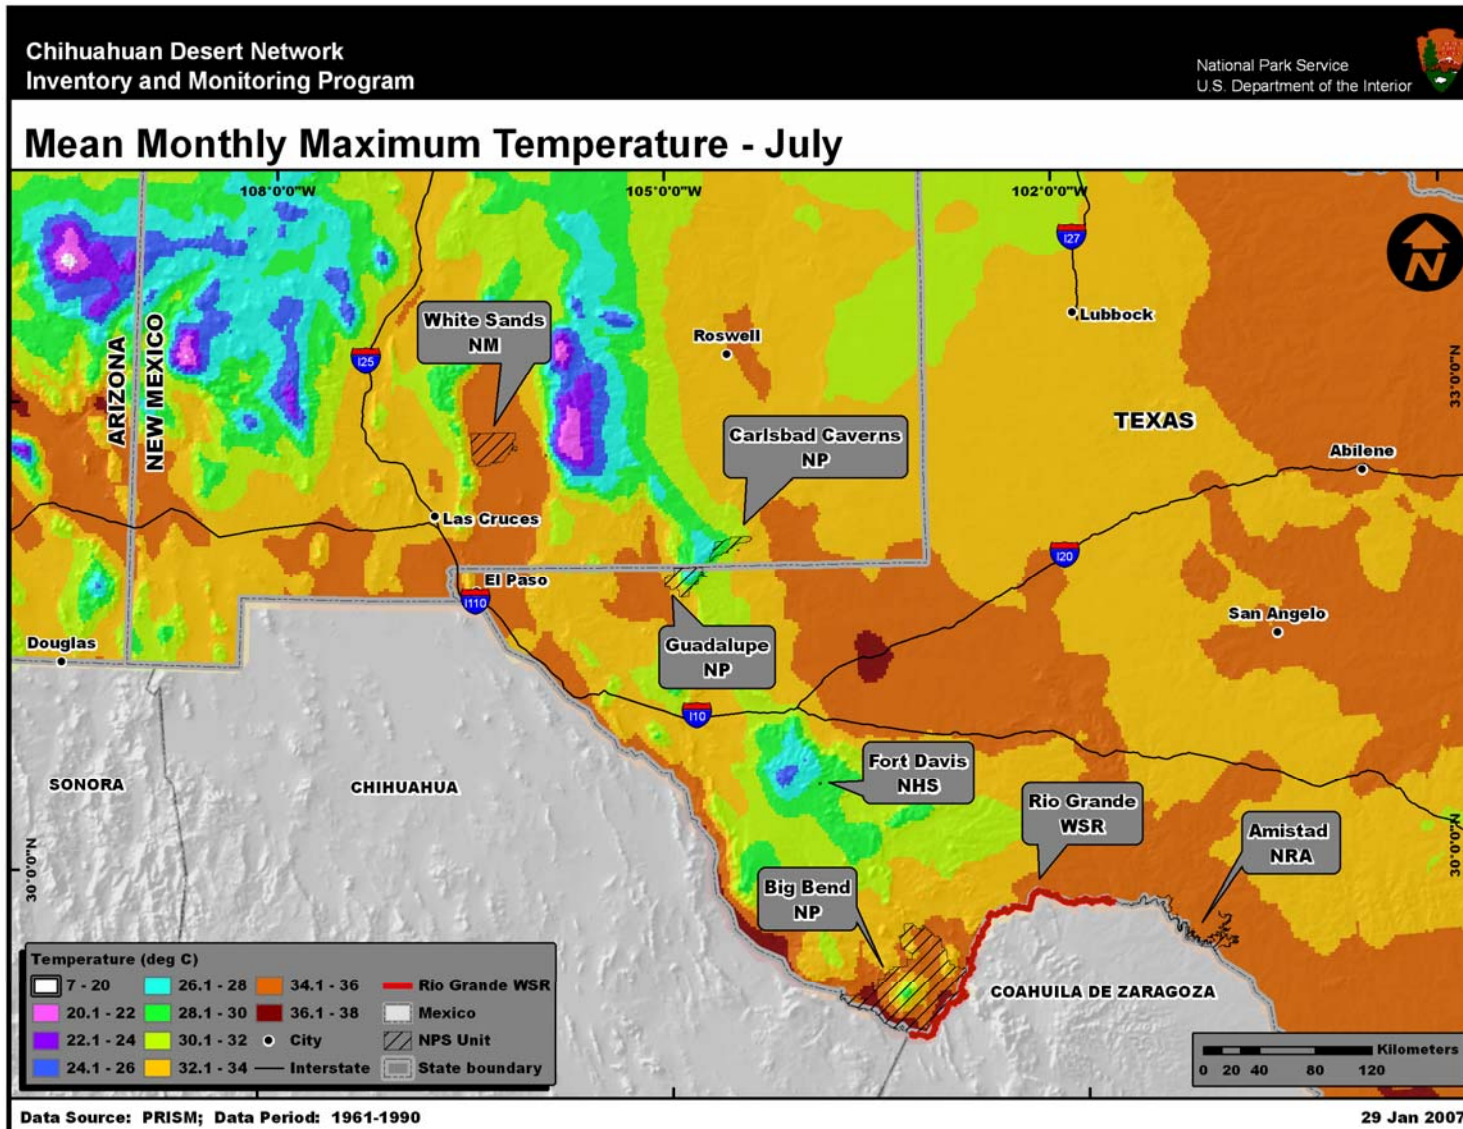 Chihuahuan Desert Network
Inventory and Monitoring Program
National Park Service
U.S. Department of the Interior
Mean Monthly Maximum Temperature - July
108°0'0"W
105°0'0"W
102°0'0"W
I27
N
White Sands
NM
Roswell
Lubbock
ARIZONA
NEW MEXICO
I25
33°0'0"N
TEXAS
Carlsbad Caverns
NP
Abilene
Las Cruces
I20
El Paso
I110
Guadalupe
NP
San Angelo
Douglas
I10
Fort Davis
NHS
SONORA
CHIHUAHUA
Rio Grande
WSR
Amistad
NRA
30°0'0"N
30°0'0"N
Big Bend
NP
COAHUILA DE ZARAGOZA
Temperature (deg C)
7 - 20
26.1 - 28
34.1 - 36
Rio Grande WSR
20.1 - 22
28.1 - 30
36.1 - 38
Mexico
22.1 - 24
30.1 - 32
City
NPS Unit
24.1 - 26
32.1 - 34
Interstate
State boundary
Kilometers
0 20 40 80 120
Data Source: PRISM; Data Period: 1961-1990
29 Jan 2007